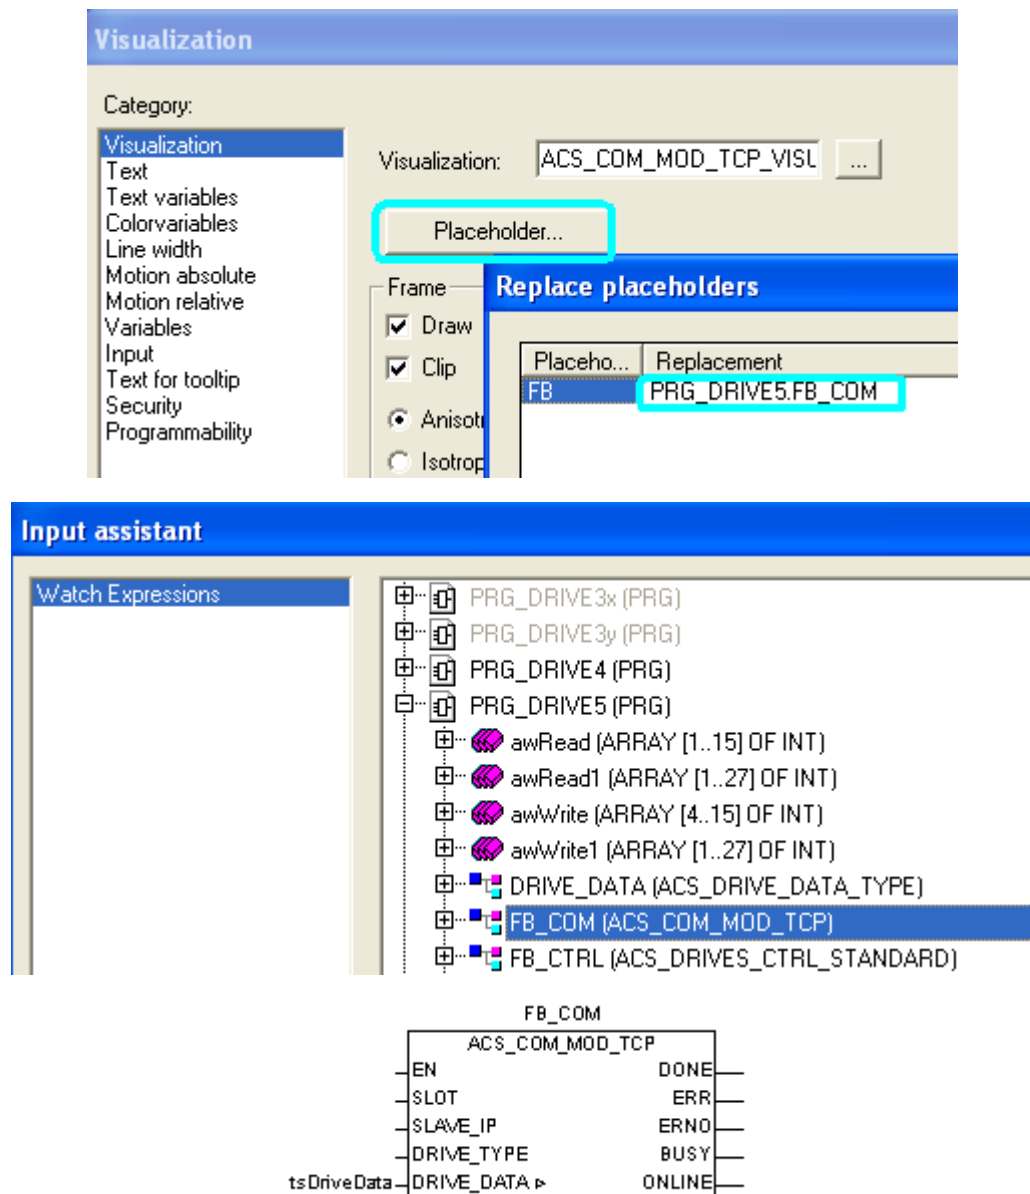 Visualization
Category:
Visualization
Text
Text variables
Colorvariables
Line width
Motion absolute
Motion relative
Variables
Input
Text for tooltip
Security
Programmability
Visualization: ACS_COM_MOD_TCP_VISU ...
Placeholder...
Frame
Draw
Clip
Anisot
Isotrop
Replace placeholders
Placeho... Replacement
FB PRG_DRIVE5.FB_COM
Input assistant
Watch Expressions
PRG_DRIVE3x (PRG)
PRG_DRIVE3y (PRG)
PRG_DRIVE4 (PRG)
PRG_DRIVE5 (PRG)
awRead (ARRAY [1..15] OF INT)
awRead1 (ARRAY [1..27] OF INT)
awWrite (ARRAY [4..15] OF INT)
awWrite1 (ARRAY [1..27] OF INT)
DRIVE_DATA (ACS_DRIVE_DATA_TYPE)
FB_COM (ACS_COM_MOD_TCP)
FB_CTRL (ACS_DRIVES_CTRL_STANDARD)
FB_COM
ACS_COM_MOD_TCP
EN DONE
SLOT ERR
SLAVE_IP ERNO
DRIVE_TYPE BUSY
tsDriveData DRIVE_DATA ▹ ONLINE